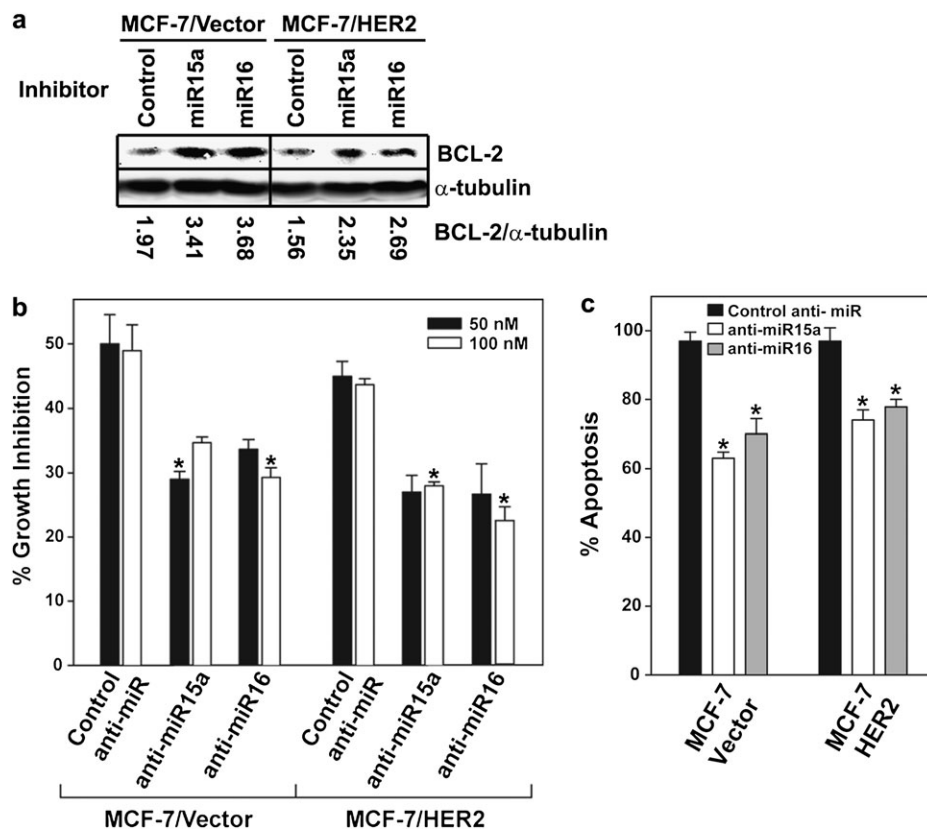 a
MCF-7/Vector MCF-7/HER2
Inhibitor
Control miR15a miR16 Control miR15a miR16
BCL-2
α-tubulin
1.97 3.41 3.68 1.56 2.35 2.69 BCL-2/α-tubulin
b
% Growth Inhibition
50
40
30
20
10
0
50 nM
100 nM
* * * *
Control anti-miR
anti-miR15a
anti-miR16
Control anti-miR
anti-miR15a
anti-miR16
MCF-7/Vector MCF-7/HER2
c
% Apoptosis
100
80
60
40
20
0
Control anti- miR
anti-miR15a
anti-miR16
* * * *
MCF-7 Vector
MCF-7 HER2